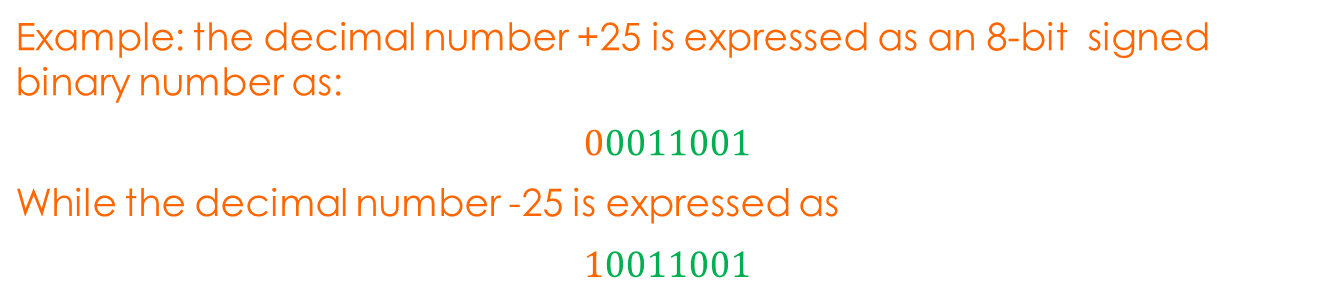 Example: the decimal number +25 is expressed as an 8-bit  signed
binary number as:
00011001
While the decimal number -25 is expressed as
10011001